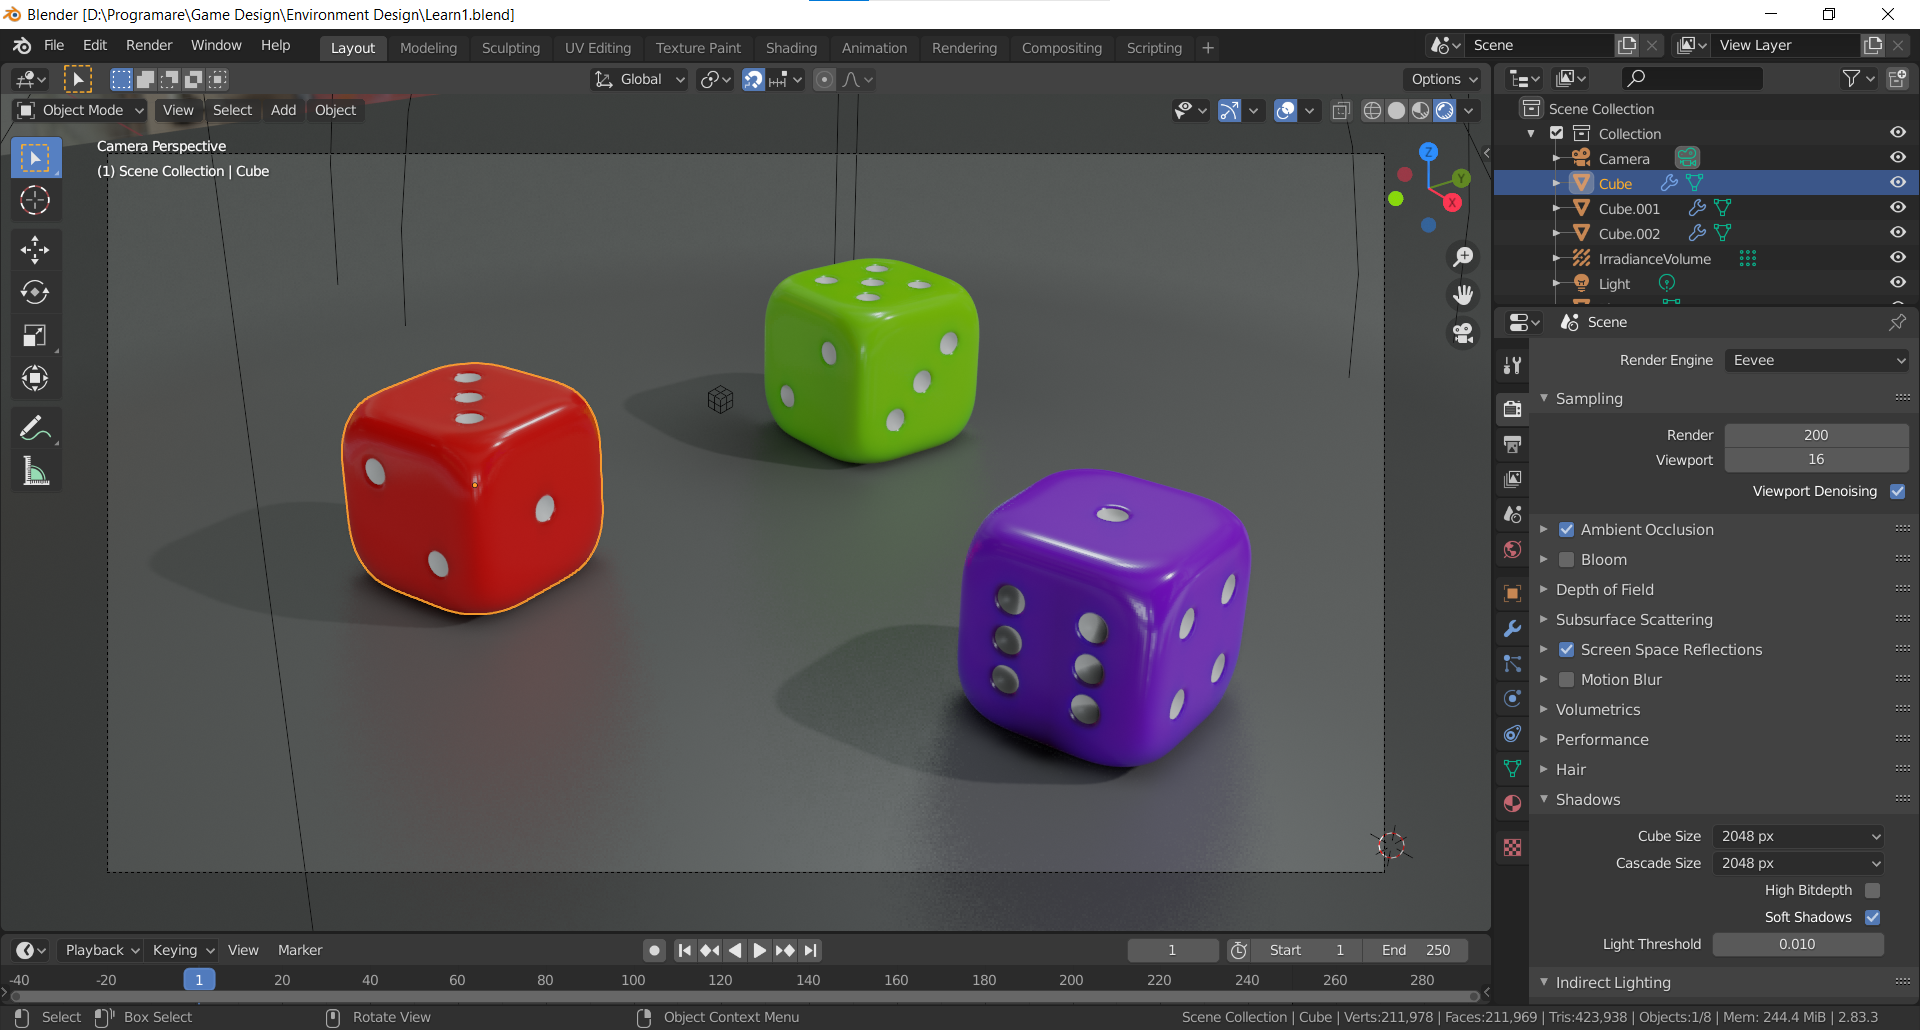 Blender [D:\Programare\Game Design\Environment Design\Learn1.blend]
File Edit Render Window Help Layout Modeling Sculpting UV Editing Texture Paint Shading Animation Rendering Compositing Scripting + Scene View Layer
Global Options
Object Mode View Select Add Object
Camera Perspective
(1) Scene Collection | Cube
Z
Y
X
Scene Collection
Collection
Camera
Cube
Cube.001
Cube.002
IrradianceVolume
Light
Scene
Render Engine Eevee
Sampling
Render 200
Viewport 16
Viewport Denoising
Ambient Occlusion
Bloom
Depth of Field
Subsurface Scattering
Screen Space Reflections
Motion Blur
Volumetrics
Performance
Hair
Shadows
Cube Size 2048 px
Cascade Size 2048 px
High Bitdepth
Soft Shadows
Light Threshold 0.010
Indirect Lighting
Playback Keying View Marker 1 Start 1 End 250
-40 -20 1 20 40 60 80 100 120 140 160 180 200 220 240 260 280
Select Box Select Rotate View Object Context Menu Scene Collection | Cube | Verts:211,978 | Faces:211,969 | Tris:423,938 | Objects:1/8 | Mem: 244.4 MiB | 2.83.3